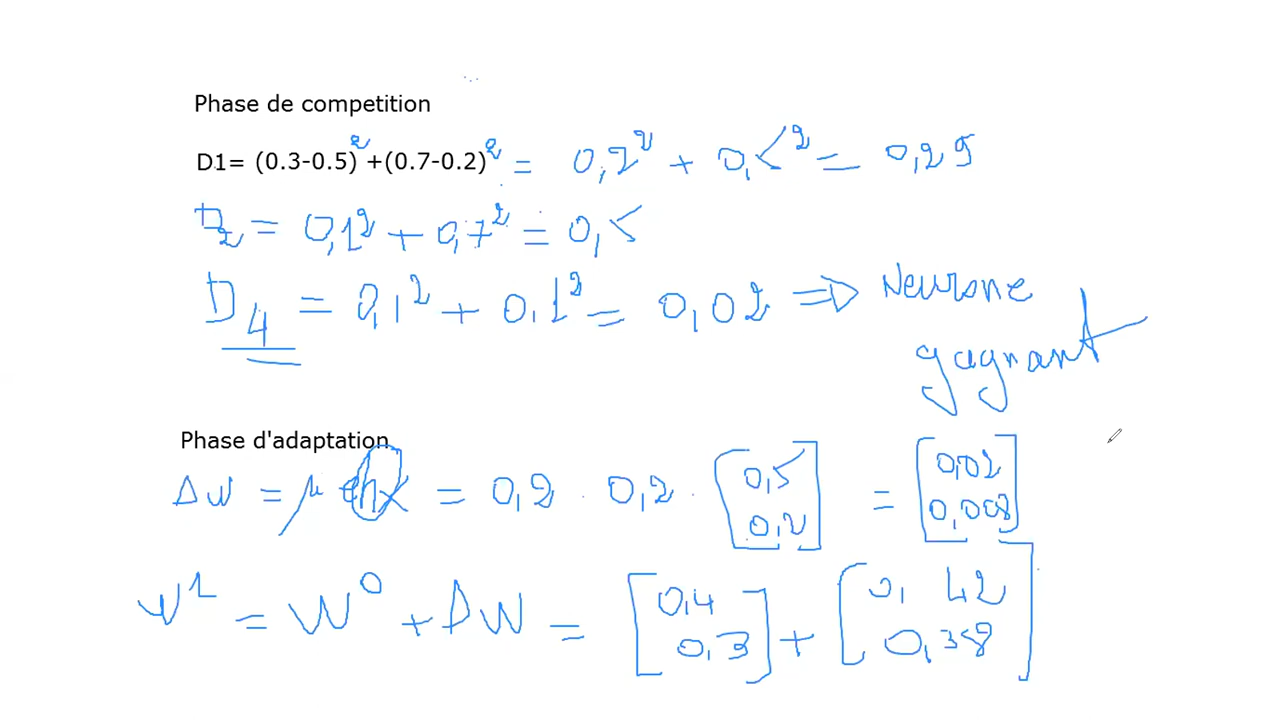 Phase de competition
D1= (0.3-0.5)² +(0.7-0.2)² = 0,2² + 0,5² = 0,29
D2 = 0,1² + 0,7² = 0,5
D4 = 0,1² + 0,1² = 0,02 => Neurone
gagnant
Phase d'adaptation
ΔW = μ h x = 0,2 . 0,2 . [0,5 0,2] = [0,02 0,008]
W¹ = W⁰ + ΔW = [0,4 0,3] + [0,42 0,38]